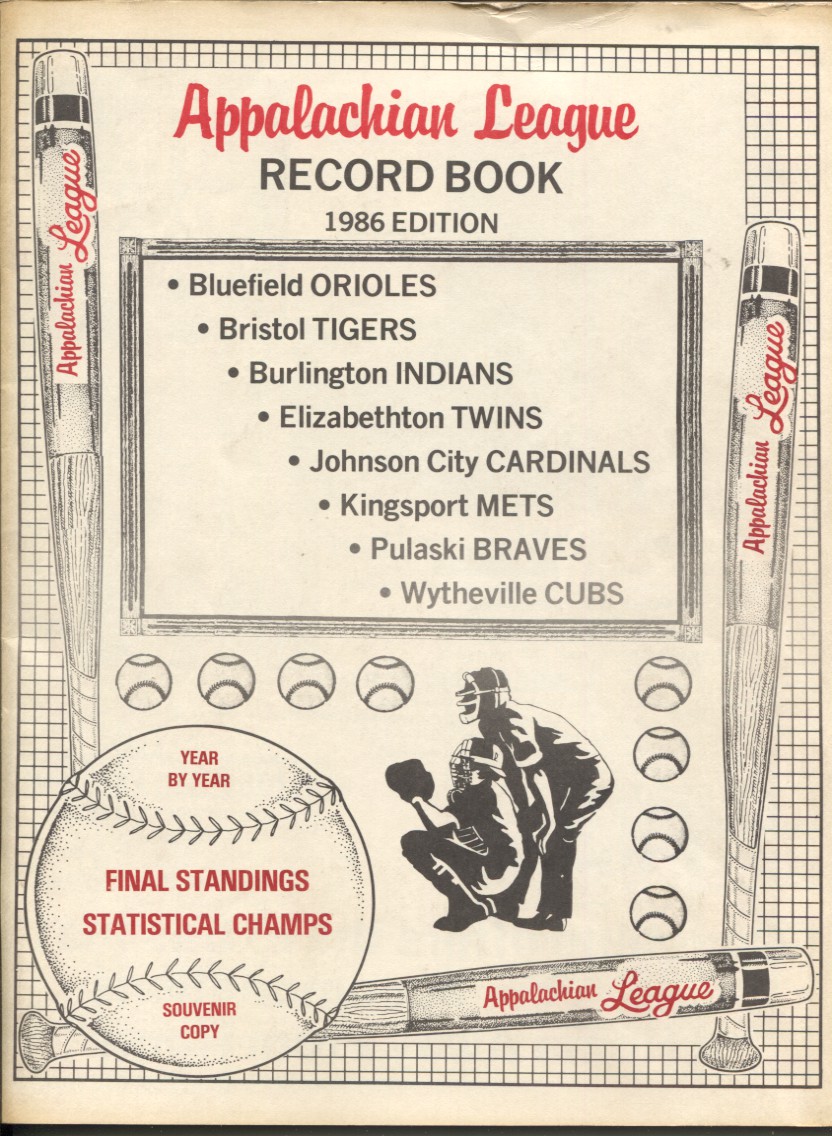 Appalachian League
RECORD BOOK
1986 EDITION
• Bluefield ORIOLES
• Bristol TIGERS
• Burlington INDIANS
• Elizabethton TWINS
• Johnson City CARDINALS
• Kingsport METS
• Pulaski BRAVES
• Wytheville CUBS
Appalachian League
Appalachian League
YEAR
BY YEAR
FINAL STANDINGS
STATISTICAL CHAMPS
SOUVENIR
COPY
Appalachian League